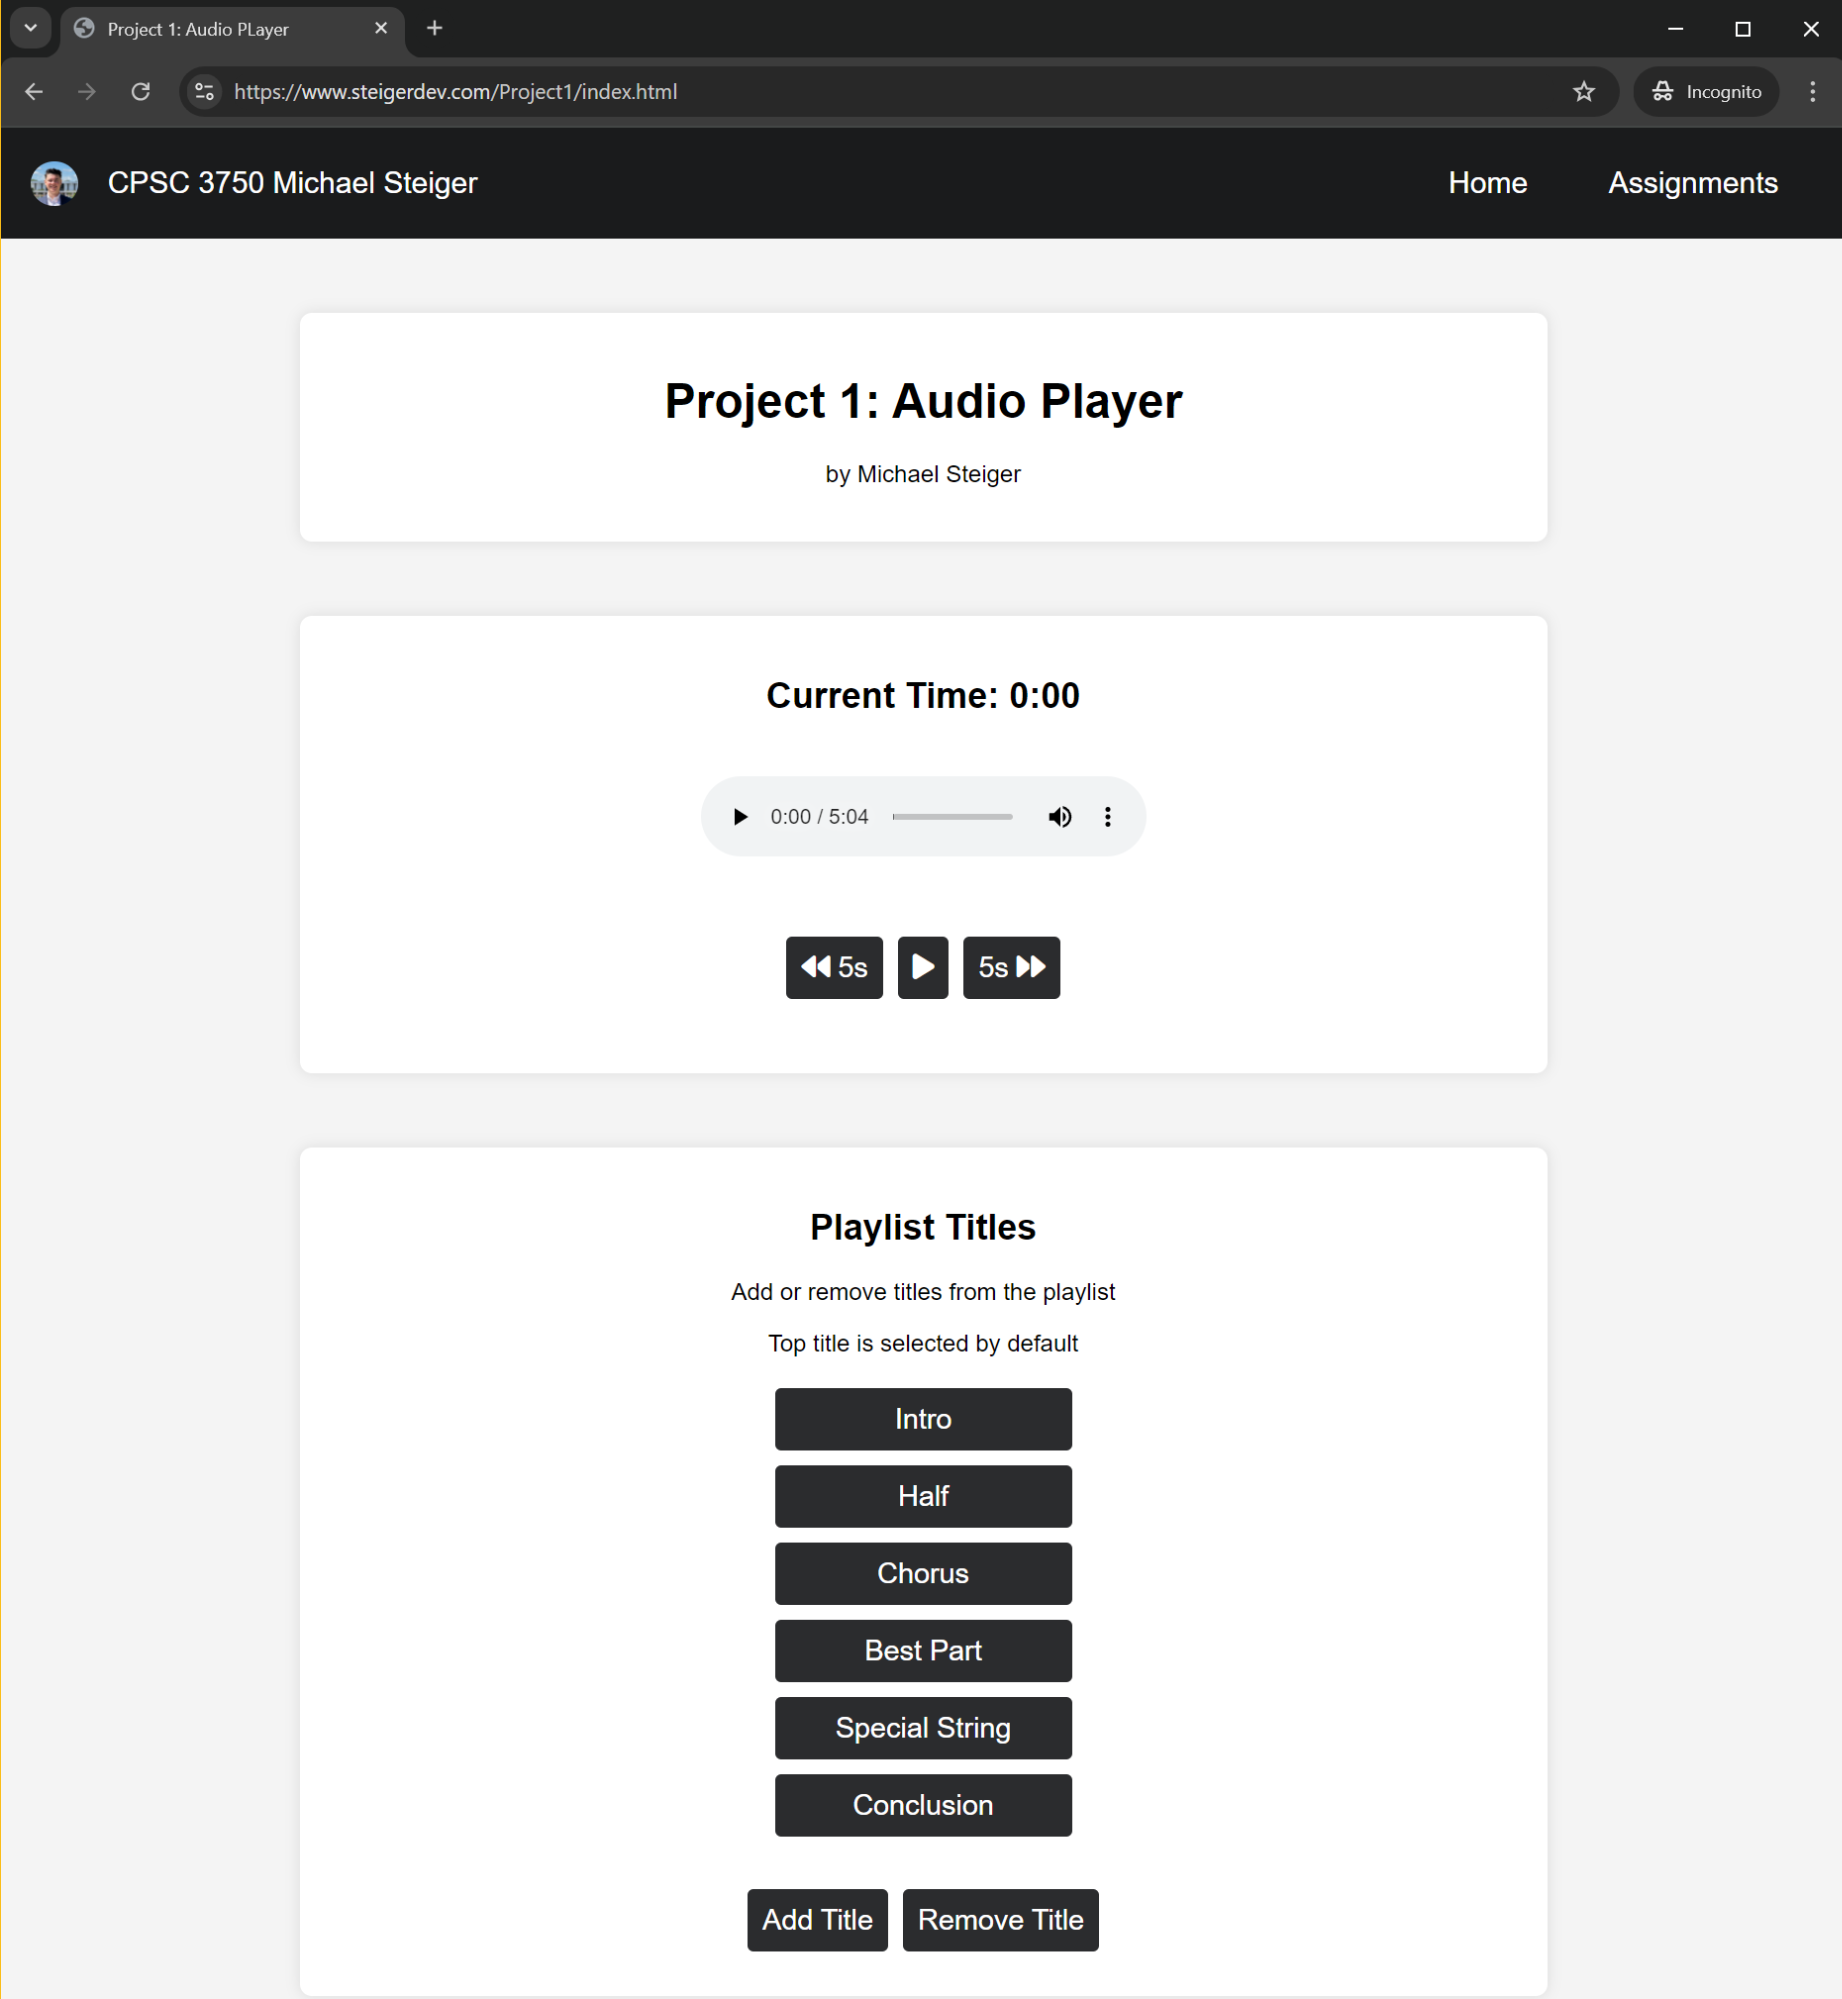 Project 1: Audio PLayer
https://www.steigerdev.com/Project1/index.html
Incognito
CPSC 3750 Michael Steiger
Home
Assignments
Project 1: Audio Player
by Michael Steiger
Current Time: 0:00
0:00 / 5:04
5s
5s
Playlist Titles
Add or remove titles from the playlist
Top title is selected by default
Intro
Half
Chorus
Best Part
Special String
Conclusion
Add Title
Remove Title